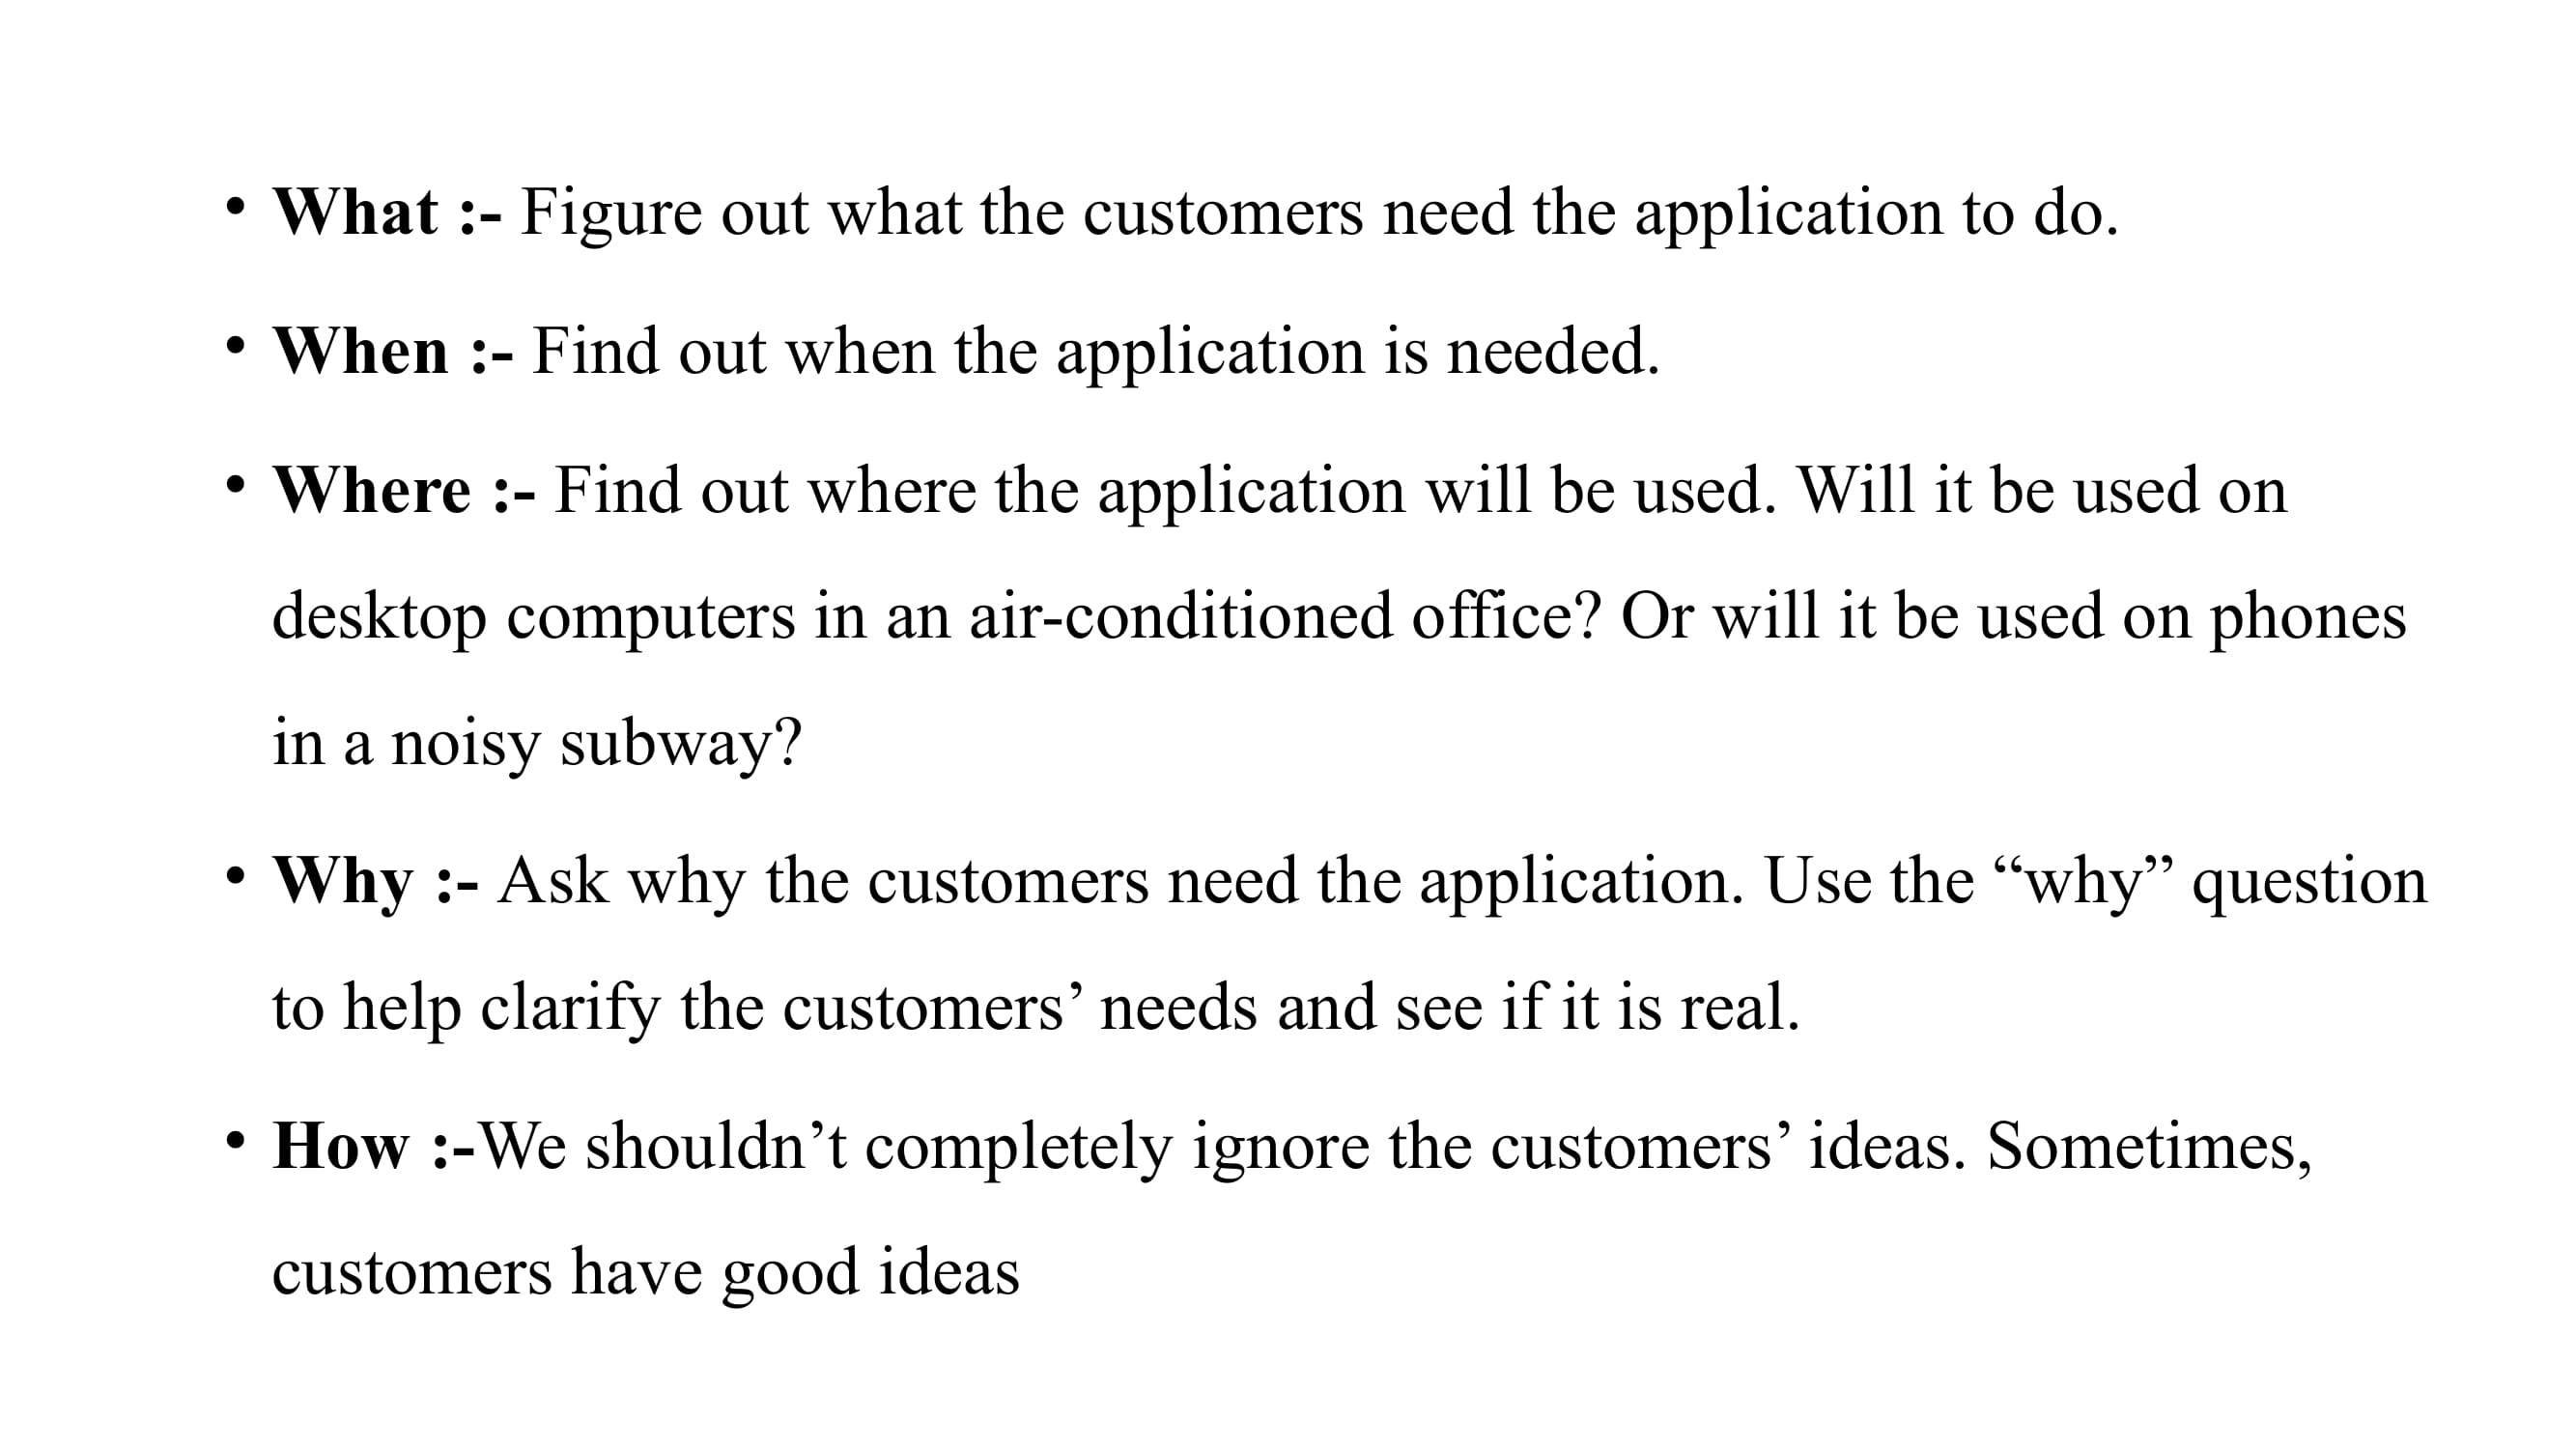 • What :- Figure out what the customers need the application to do.
• When :- Find out when the application is needed.
• Where :- Find out where the application will be used. Will it be used on
desktop computers in an air-conditioned office? Or will it be used on phones
in a noisy subway?
• Why :- Ask why the customers need the application. Use the “why” question
to help clarify the customers’ needs and see if it is real.
• How :-We shouldn’t completely ignore the customers’ ideas. Sometimes,
customers have good ideas